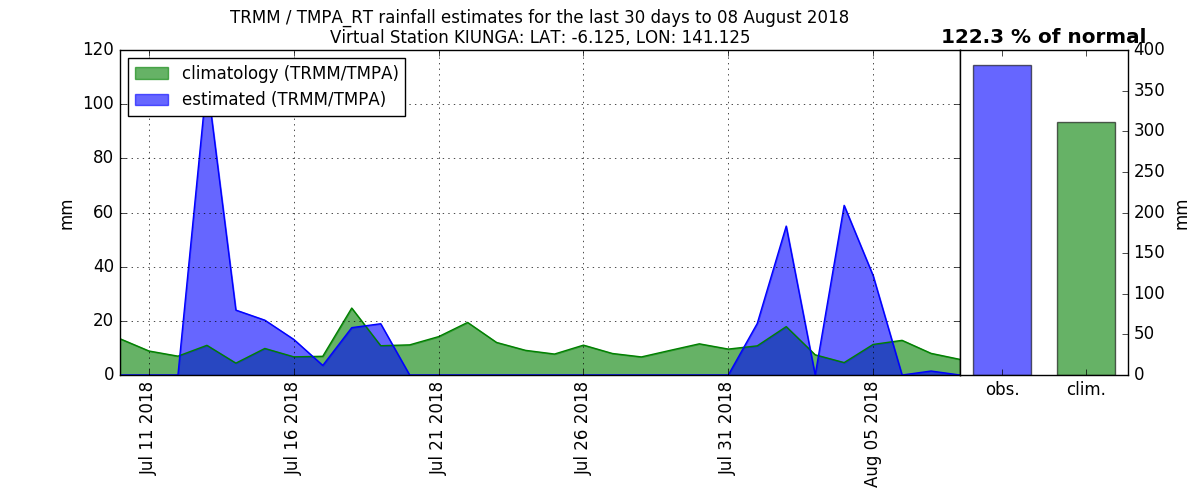 TRMM / TMPA_RT rainfall estimates for the last 30 days to 08 August 2018
Virtual Station KIUNGA: LAT: -6.125, LON: 141.125
122.3 % of normal
climatology (TRMM/TMPA)
estimated (TRMM/TMPA)
120
100
80
60
40
20
0
mm
Jul 11 2018
Jul 16 2018
Jul 21 2018
Jul 26 2018
Jul 31 2018
Aug 05 2018
400
350
300
250
200
150
100
50
0
mm
obs.
clim.